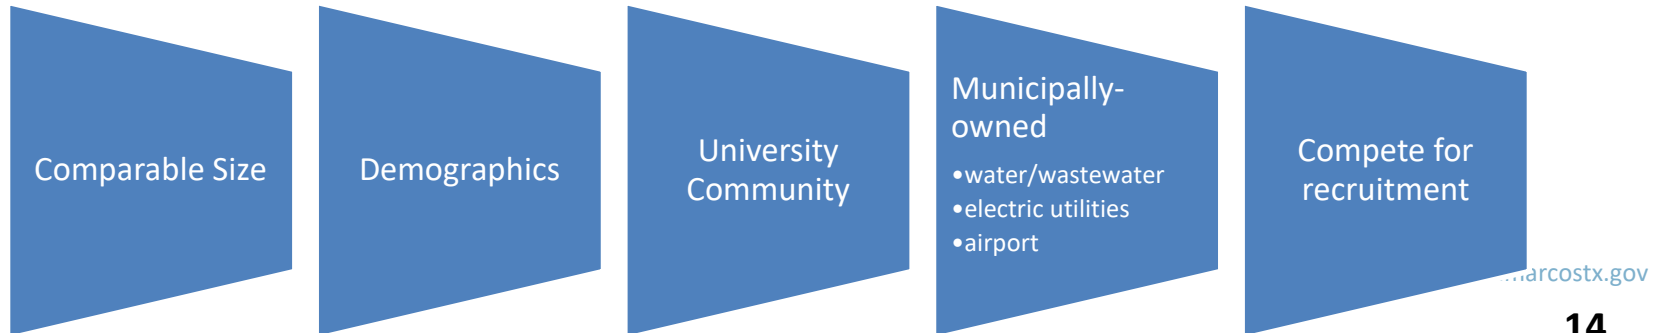 Comparable Size
Demographics
University
Community
Municipally-
owned
•water/wastewater
•electric utilities
•airport
Compete for
recruitment
arcostx.gov
14